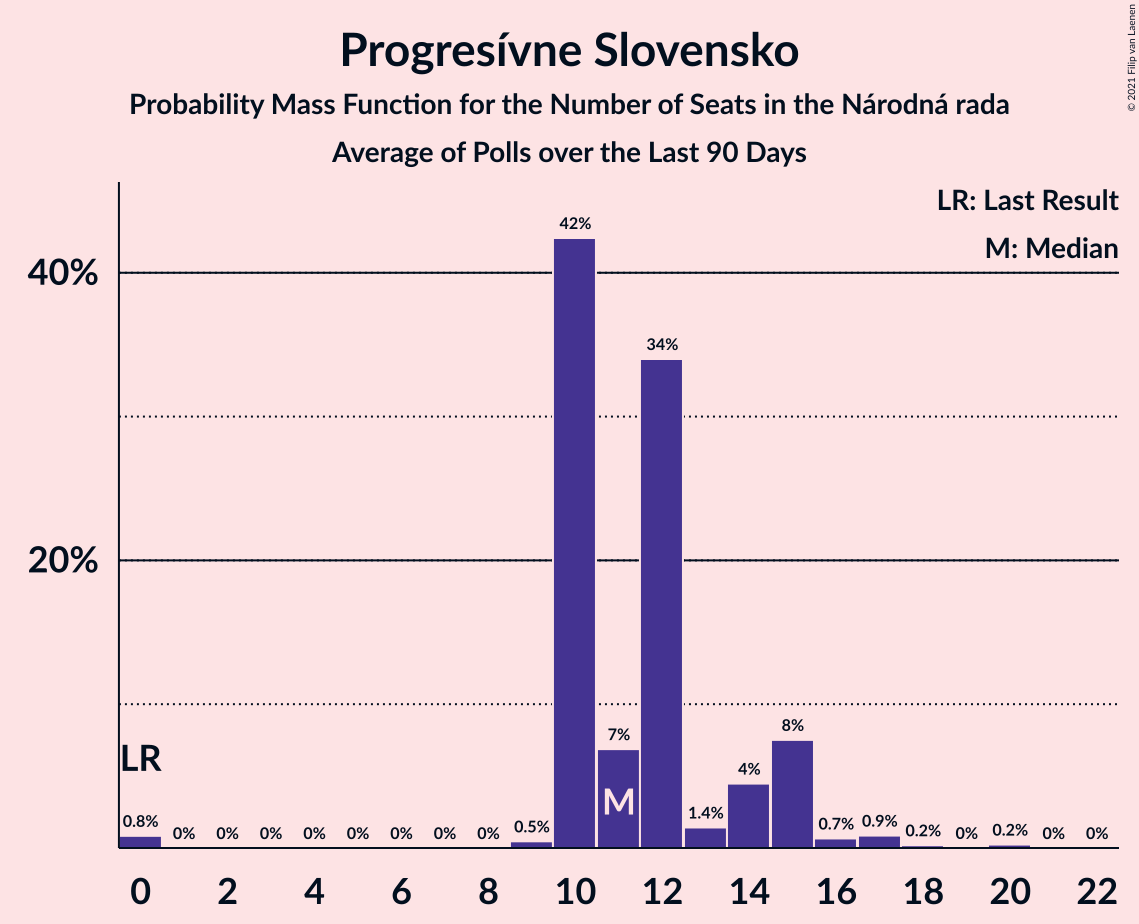 Progresívne Slovensko
Probability Mass Function for the Number of Seats in the Národná rada
Average of Polls over the Last 90 Days
© 2021 Filip van Laenen
LR: Last Result
M: Median
40%
20%
LR
M
0.8%
0%
0%
0%
0%
0%
0%
0%
0%
0.5%
42%
7%
34%
1.4%
4%
8%
0.7%
0.9%
0.2%
0%
0.2%
0%
0%
0 2 4 6 8 10 12 14 16 18 20 22